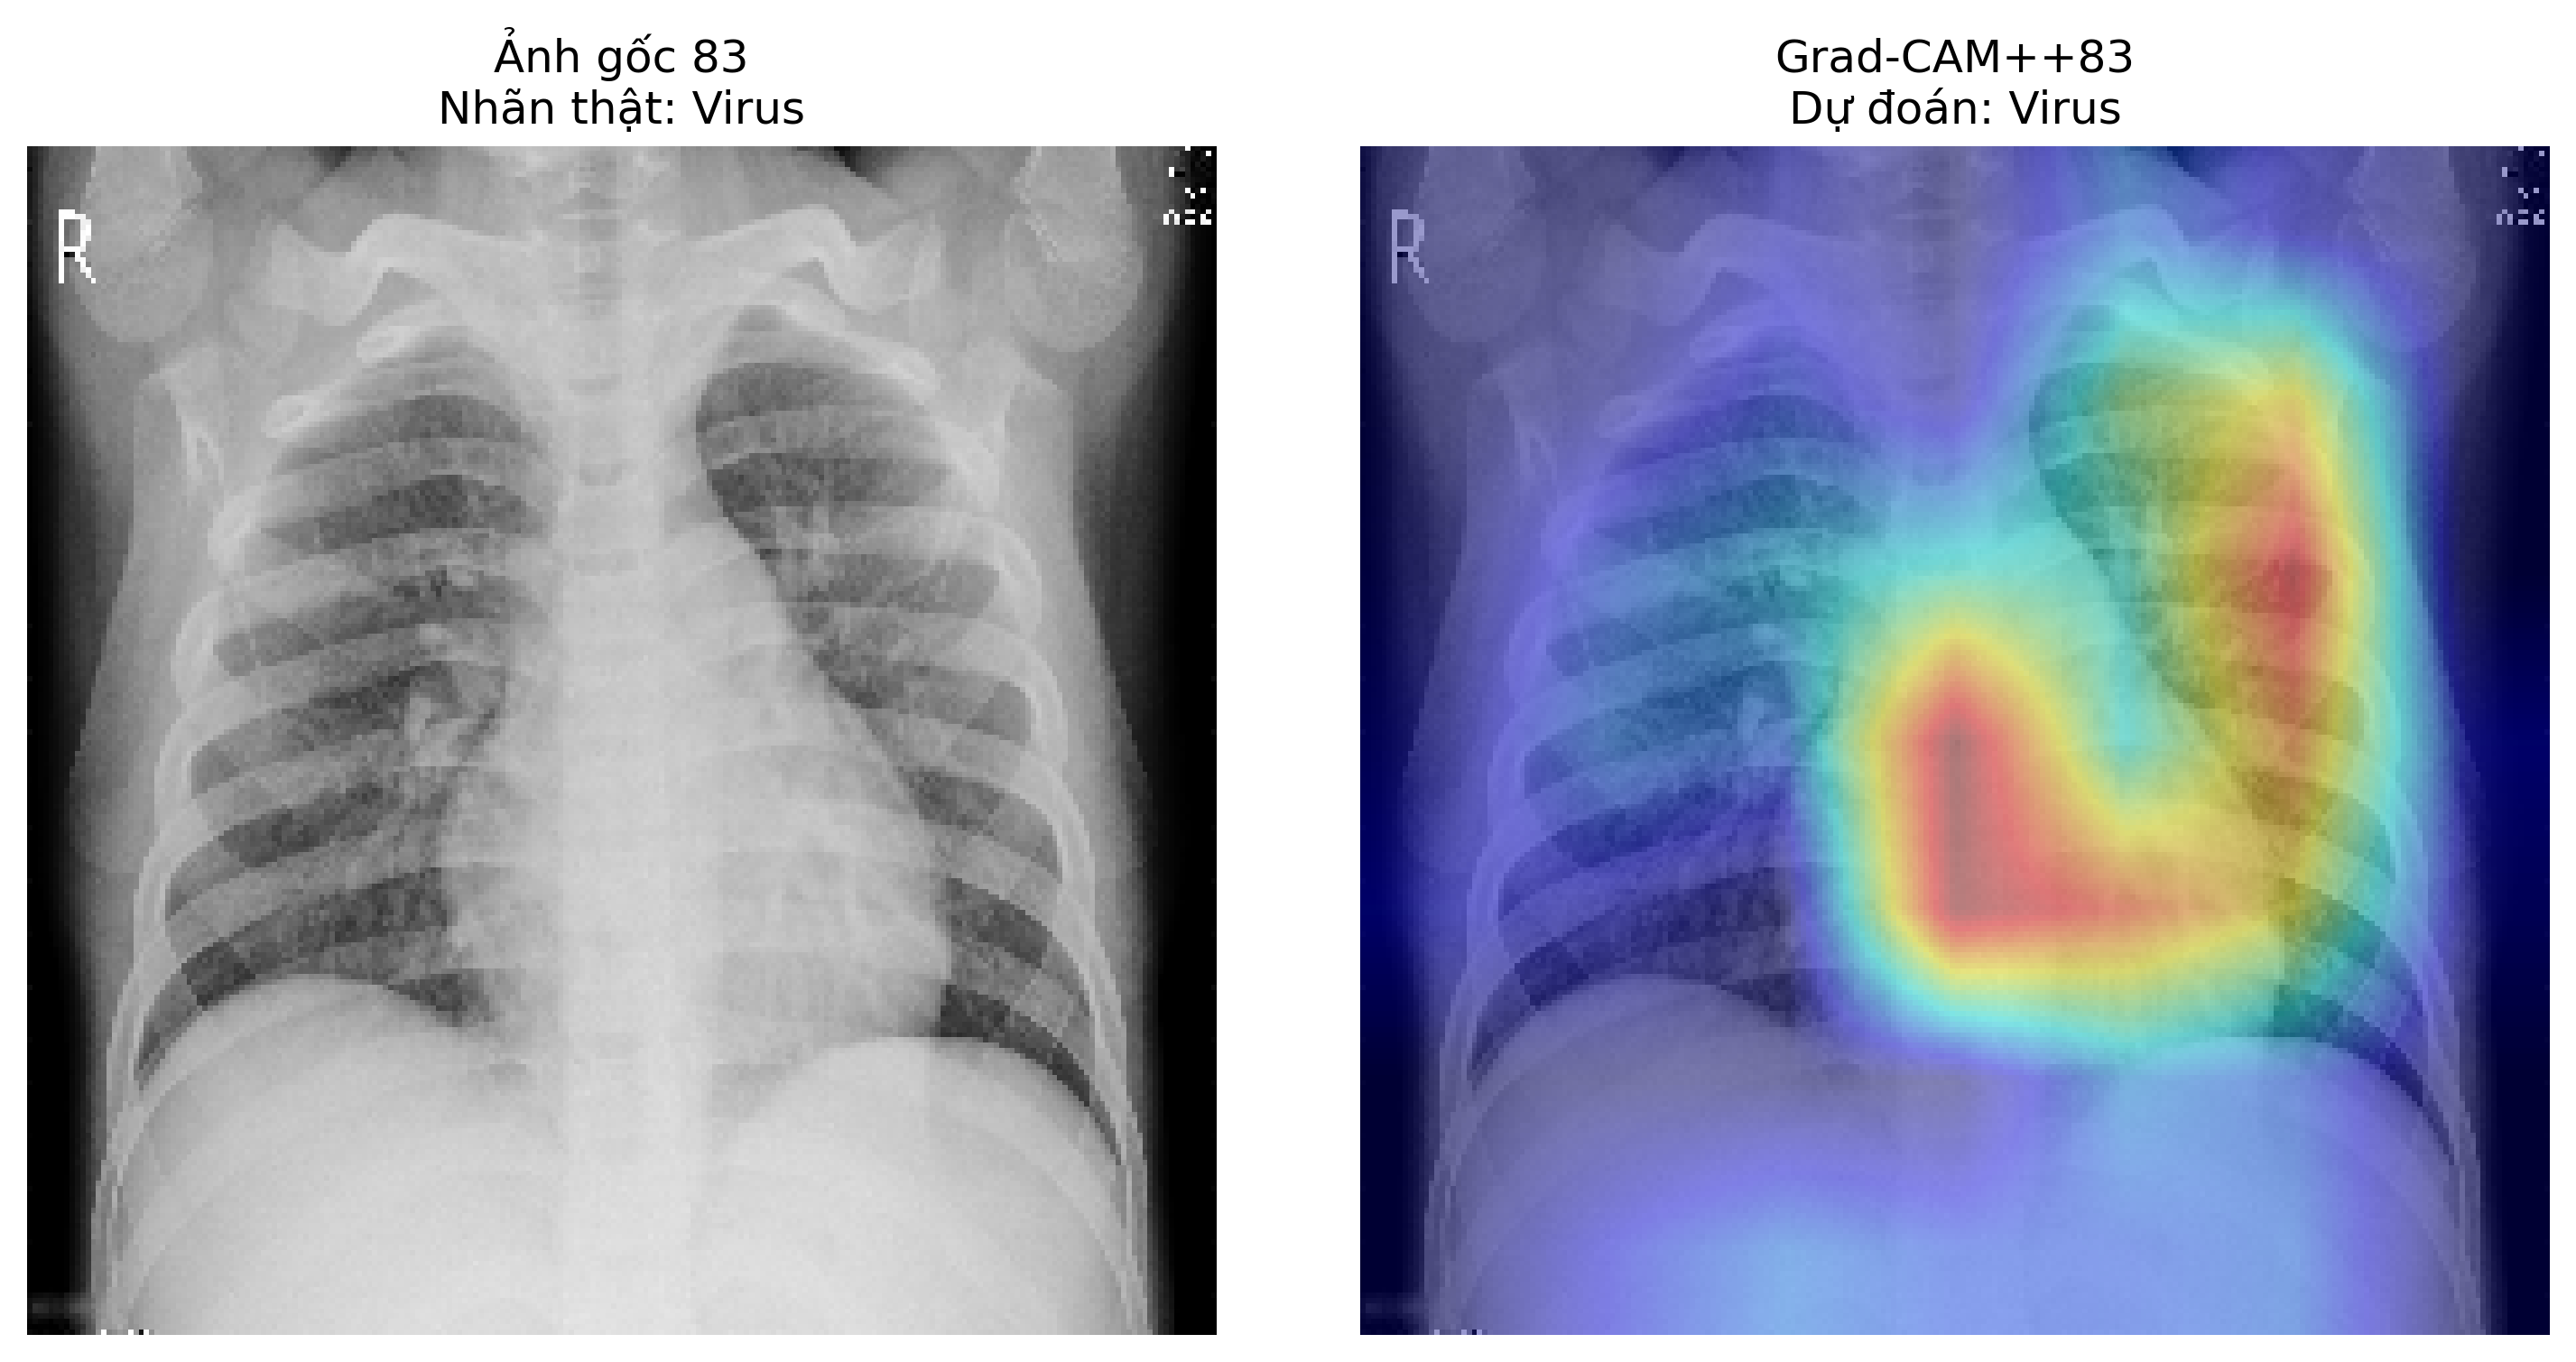 Ảnh gốc 83
Nhãn thật: Virus
Grad-CAM++83
Dự đoán: Virus
R
R